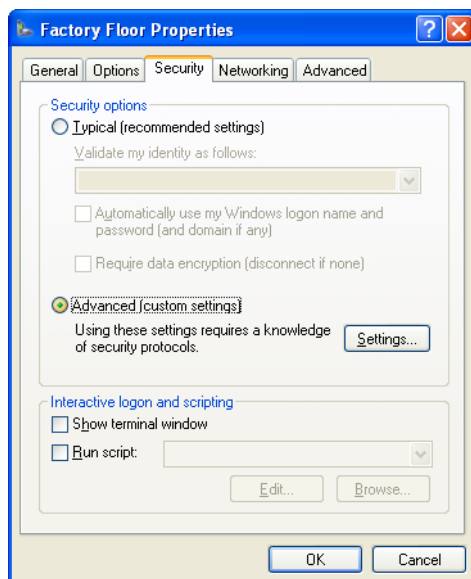 Factory Floor Properties
General Options Security Networking Advanced
Security options
Typical (recommended settings)
Validate my identity as follows:
Automatically use my Windows logon name and
password (and domain if any)
Require data encryption (disconnect if none)
Advanced (custom settings)
Using these settings requires a knowledge
of security protocols.
Settings...
Interactive logon and scripting
Show terminal window
Run script:
Edit... Browse...
OK Cancel